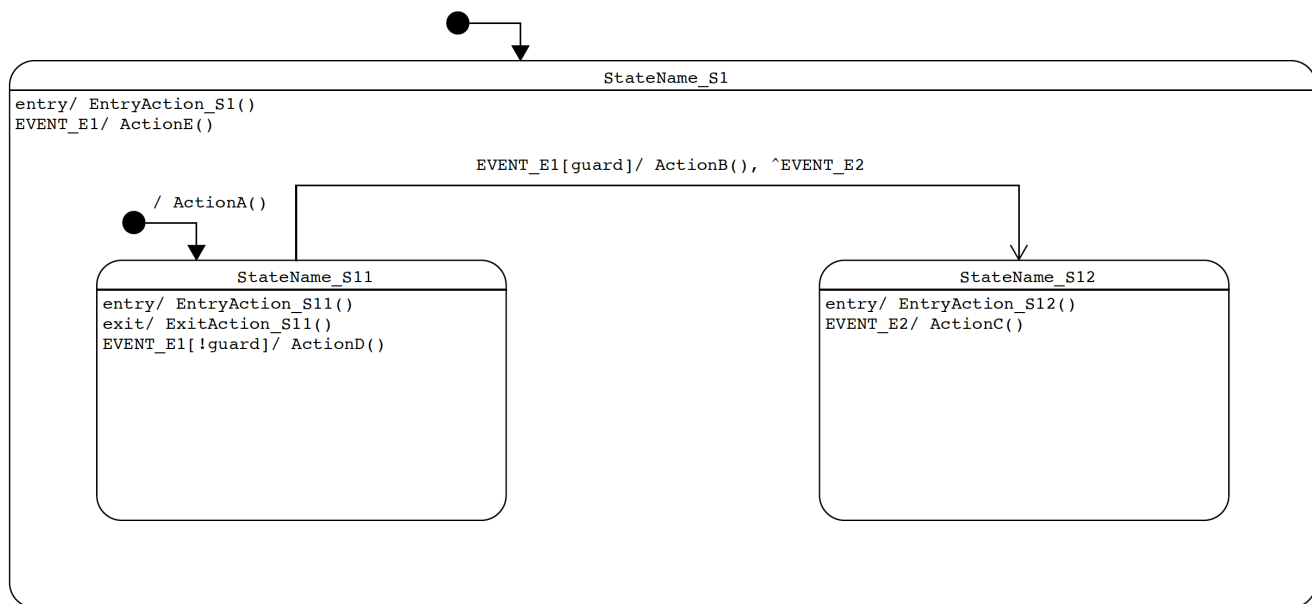 StateName_S1
entry/ EntryAction_S1()
EVENT_E1/ ActionE()
EVENT_E1[guard]/ ActionB(), ^EVENT_E2
/ ActionA()
StateName_S11
entry/ EntryAction_S11()
exit/ ExitAction_S11()
EVENT_E1[!guard]/ ActionD()
StateName_S12
entry/ EntryAction_S12()
EVENT_E2/ ActionC()